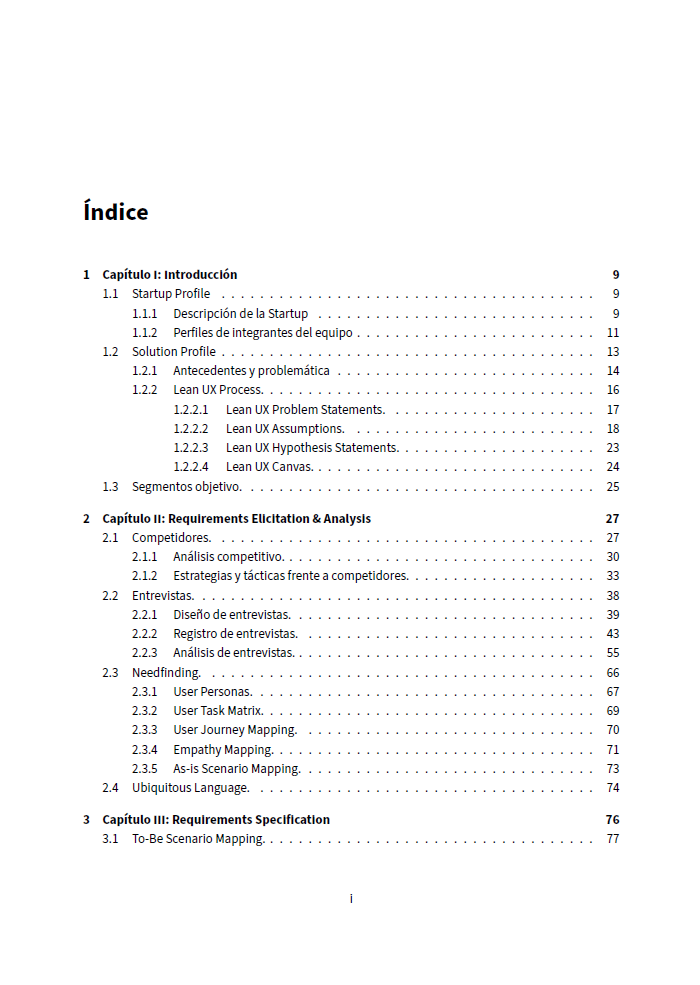 Índice
1 Capítulo I: Introducción 9
1.1 Startup Profile . . . . . . . . . . . . . . . . . . . . . . . . . . . . . . . 9
1.1.1 Descripción de la Startup . . . . . . . . . . . . . . . . . . . . . . . 9
1.1.2 Perfiles de integrantes del equipo . . . . . . . . . . . . . . . . . . . . 11
1.2 Solution Profile . . . . . . . . . . . . . . . . . . . . . . . . . . . . . . . 13
1.2.1 Antecedentes y problemática . . . . . . . . . . . . . . . . . . . . . . 14
1.2.2 Lean UX Process. . . . . . . . . . . . . . . . . . . . . . . . . . . . 16
1.2.2.1 Lean UX Problem Statements. . . . . . . . . . . . . . . . . . 17
1.2.2.2 Lean UX Assumptions. . . . . . . . . . . . . . . . . . . . . 18
1.2.2.3 Lean UX Hypothesis Statements. . . . . . . . . . . . . . . . . 23
1.2.2.4 Lean UX Canvas. . . . . . . . . . . . . . . . . . . . . . . . 24
1.3 Segmentos objetivo. . . . . . . . . . . . . . . . . . . . . . . . . . . . . . 25
2 Capítulo II: Requirements Elicitation & Analysis 27
2.1 Competidores. . . . . . . . . . . . . . . . . . . . . . . . . . . . . . . . 27
2.1.1 Análisis competitivo. . . . . . . . . . . . . . . . . . . . . . . . . . . 30
2.1.2 Estrategias y tácticas frente a competidores. . . . . . . . . . . . . . . . 33
2.2 Entrevistas. . . . . . . . . . . . . . . . . . . . . . . . . . . . . . . . . . 38
2.2.1 Diseño de entrevistas. . . . . . . . . . . . . . . . . . . . . . . . . . 39
2.2.2 Registro de entrevistas. . . . . . . . . . . . . . . . . . . . . . . . . 43
2.2.3 Análisis de entrevistas. . . . . . . . . . . . . . . . . . . . . . . . . . 55
2.3 Needfinding. . . . . . . . . . . . . . . . . . . . . . . . . . . . . . . . . 66
2.3.1 User Personas. . . . . . . . . . . . . . . . . . . . . . . . . . . . . 67
2.3.2 User Task Matrix. . . . . . . . . . . . . . . . . . . . . . . . . . . . 69
2.3.3 User Journey Mapping. . . . . . . . . . . . . . . . . . . . . . . . . 70
2.3.4 Empathy Mapping. . . . . . . . . . . . . . . . . . . . . . . . . . . 71
2.3.5 As-is Scenario Mapping. . . . . . . . . . . . . . . . . . . . . . . . . 73
2.4 Ubiquitous Language. . . . . . . . . . . . . . . . . . . . . . . . . . . . . 74
3 Capítulo III: Requirements Specification 76
3.1 To-Be Scenario Mapping. . . . . . . . . . . . . . . . . . . . . . . . . . . . 77
i